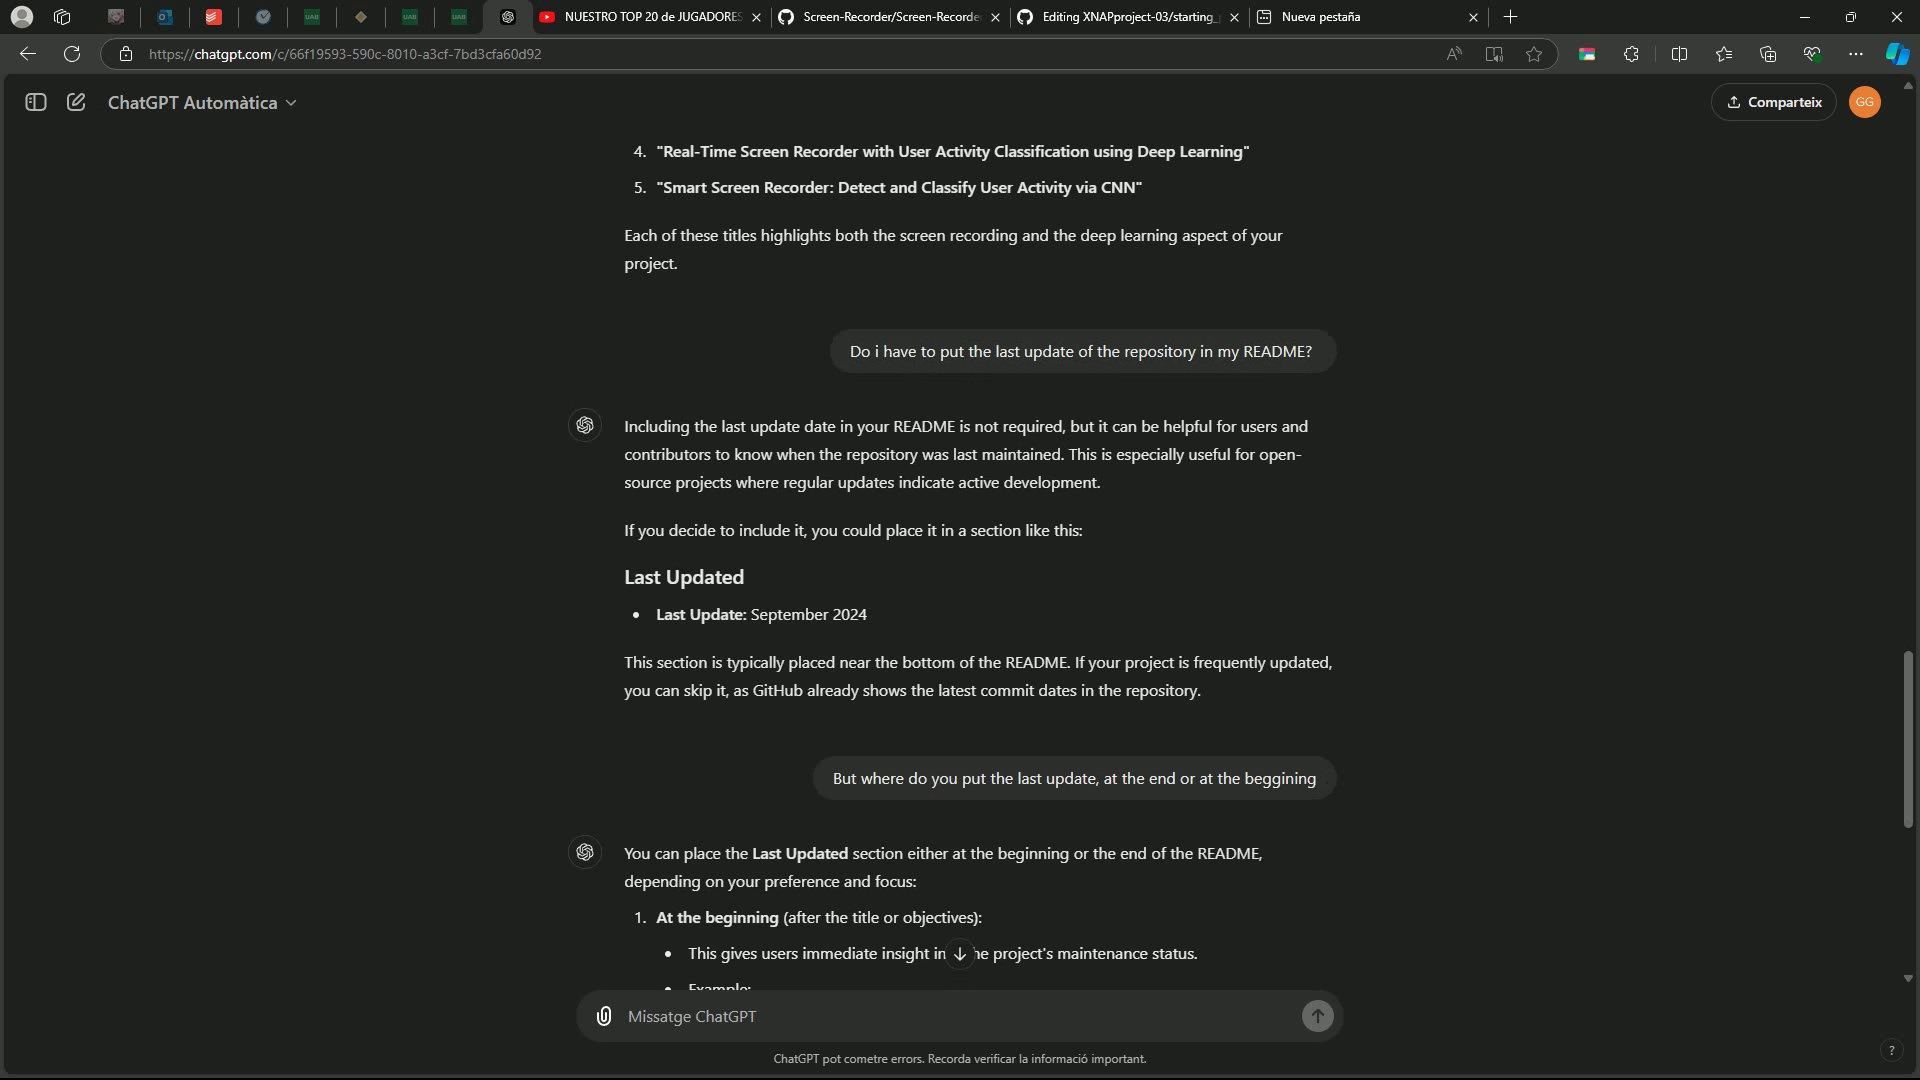 NUESTRO TOP 20 de JUGADORES
Screen-Recorder/Screen-Recorde
Editing XNAPproject-03/starting_
Nueva pestaña
https://chatgpt.com/c/66f19593-590c-8010-a3cf-7bd3cfa60d92
ChatGPT Automàtica
Comparteix
GG
4. "Real-Time Screen Recorder with User Activity Classification using Deep Learning"
5. "Smart Screen Recorder: Detect and Classify User Activity via CNN"
Each of these titles highlights both the screen recording and the deep learning aspect of your
project.
Do i have to put the last update of the repository in my README?
Including the last update date in your README is not required, but it can be helpful for users and
contributors to know when the repository was last maintained. This is especially useful for open-
source projects where regular updates indicate active development.
If you decide to include it, you could place it in a section like this:
Last Updated
• Last Update: September 2024
This section is typically placed near the bottom of the README. If your project is frequently updated,
you can skip it, as GitHub already shows the latest commit dates in the repository.
But where do you put the last update, at the end or at the beggining
You can place the Last Updated section either at the beginning or the end of the README,
depending on your preference and focus:
1. At the beginning (after the title or objectives):
• This gives users immediate insight in he project's maintenance status.
• Example:
Missatge ChatGPT
ChatGPT pot cometre errors. Recorda verificar la informació important.
?